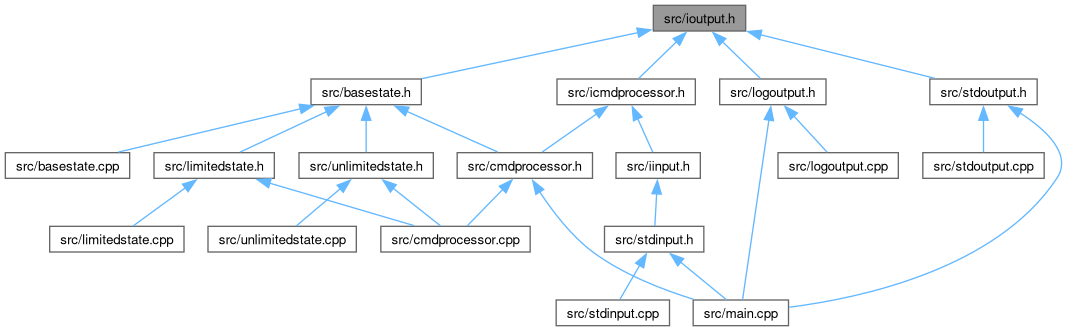 src/ioutput.h
src/basestate.h
src/icmdprocessor.h
src/logoutput.h
src/stdoutput.h
src/basestate.cpp
src/limitedstate.h
src/unlimitedstate.h
src/cmdprocessor.h
src/iinput.h
src/logoutput.cpp
src/stdoutput.cpp
src/limitedstate.cpp
src/unlimitedstate.cpp
src/cmdprocessor.cpp
src/stdinput.h
src/stdinput.cpp
src/main.cpp